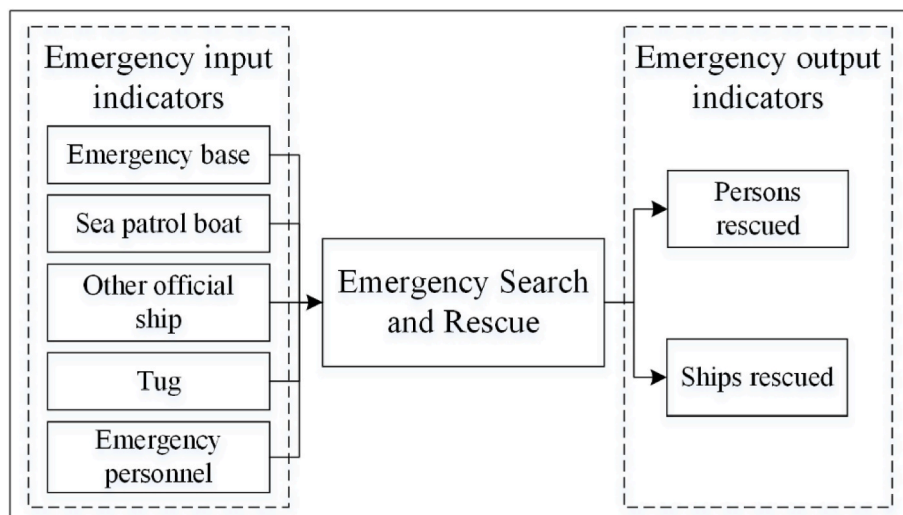 Emergency input
indicators
Emergency base
Sea patrol boat
Other official
ship
Tug
Emergency
personnel
Emergency Search
and Rescue
Emergency output
indicators
Persons
rescued
Ships rescued